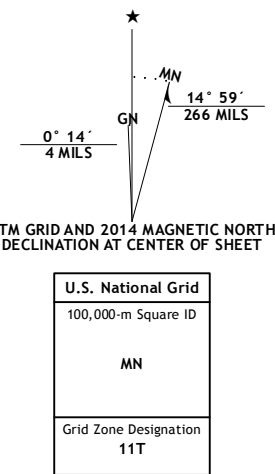 ★
MN
GN
14° 59´
266 MILS
0° 14´
4 MILS
TM GRID AND 2014 MAGNETIC NORTH
DECLINATION AT CENTER OF SHEET
U.S. National Grid
100,000-m Square ID
MN
Grid Zone Designation
11T